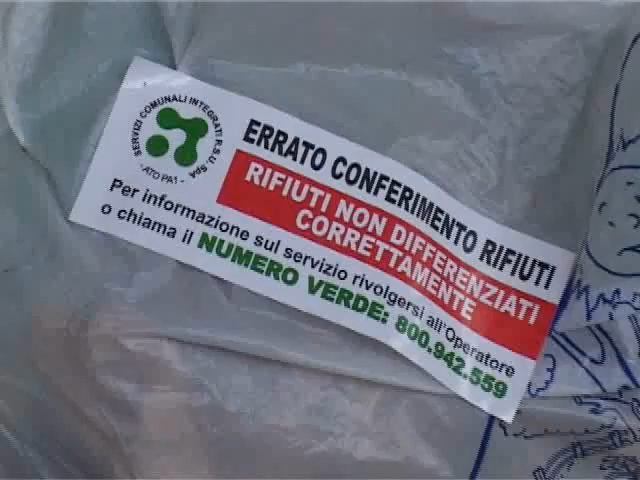 SERVIZI COMUNALI INTEGRATI R.S.U. SpA
- ATO PA1 -
ERRATO CONFERIMENTO RIFIUTI
RIFIUTI NON DIFFERENZIATI
CORRETTAMENTE
Per informazione sul servizio rivolgersi all'Operatore
o chiama il NUMERO VERDE: 800.942.559